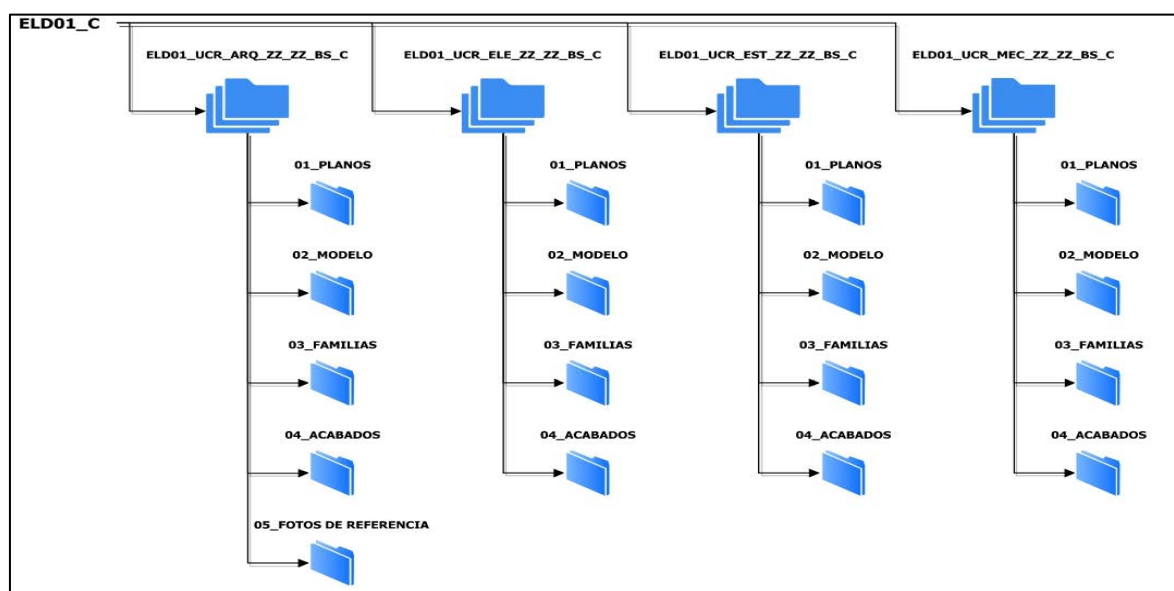 ELD01_C
ELD01_UCR_ARQ_ZZ_ZZ_BS_C
01_PLANOS
02_MODELO
03_FAMILIAS
04_ACABADOS
05_FOTOS DE REFERENCIA
ELD01_UCR_ELE_ZZ_ZZ_BS_C
01_PLANOS
02_MODELO
03_FAMILIAS
04_ACABADOS
ELD01_UCR_EST_ZZ_ZZ_BS_C
01_PLANOS
02_MODELO
03_FAMILIAS
04_ACABADOS
ELD01_UCR_MEC_ZZ_ZZ_BS_C
01_PLANOS
02_MODELO
03_FAMILIAS
04_ACABADOS